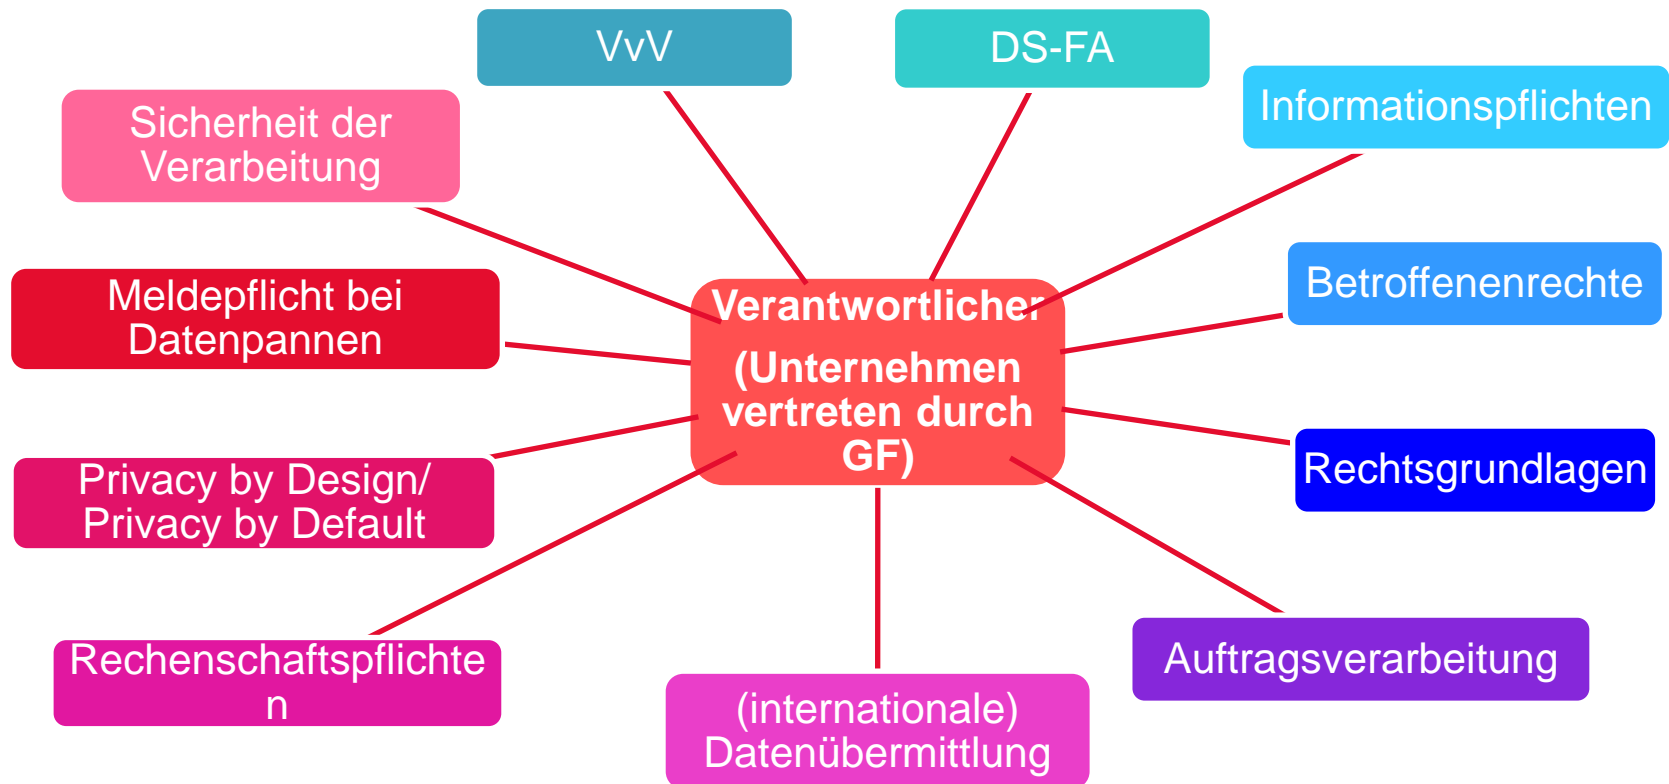 VvV
DS-FA
Informationspflichten
Sicherheit der
Verarbeitung
Betroffenenrechte
Meldepflicht bei
Datenpannen
Verantwortlicher
(Unternehmen
vertreten durch
GF)
Rechtsgrundlagen
Privacy by Design/
Privacy by Default
Auftragsverarbeitung
Rechenschaftspflichte
n
(internationale)
Datenübermittlung